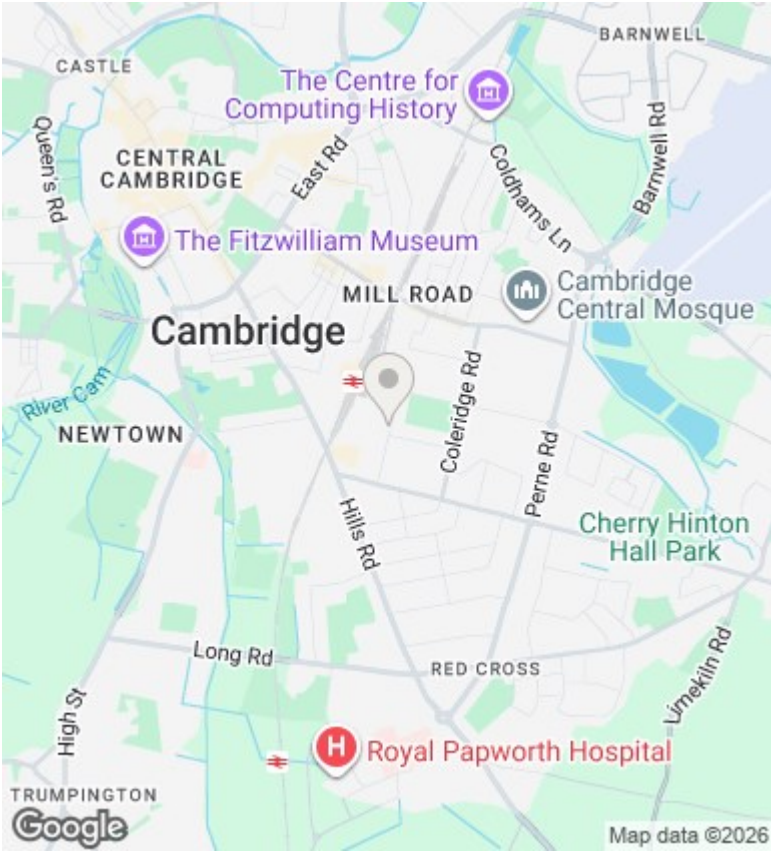 BARNWELL
CASTLE
The Centre for
Computing History
Queen's Rd
CENTRAL
CAMBRIDGE
East Rd
Coldhams Ln
Barnwell Rd
The Fitzwilliam Museum
MILL ROAD
Cambridge
Central Mosque
Cambridge
River Cam
NEWTOWN
Coleridge Rd
Perne Rd
Hills Rd
Cherry Hinton
Hall Park
Long Rd
RED CROSS
Limekiln Rd
High St
H
Royal Papworth Hospital
TRUMPINGTON
Google
Map data ©2026